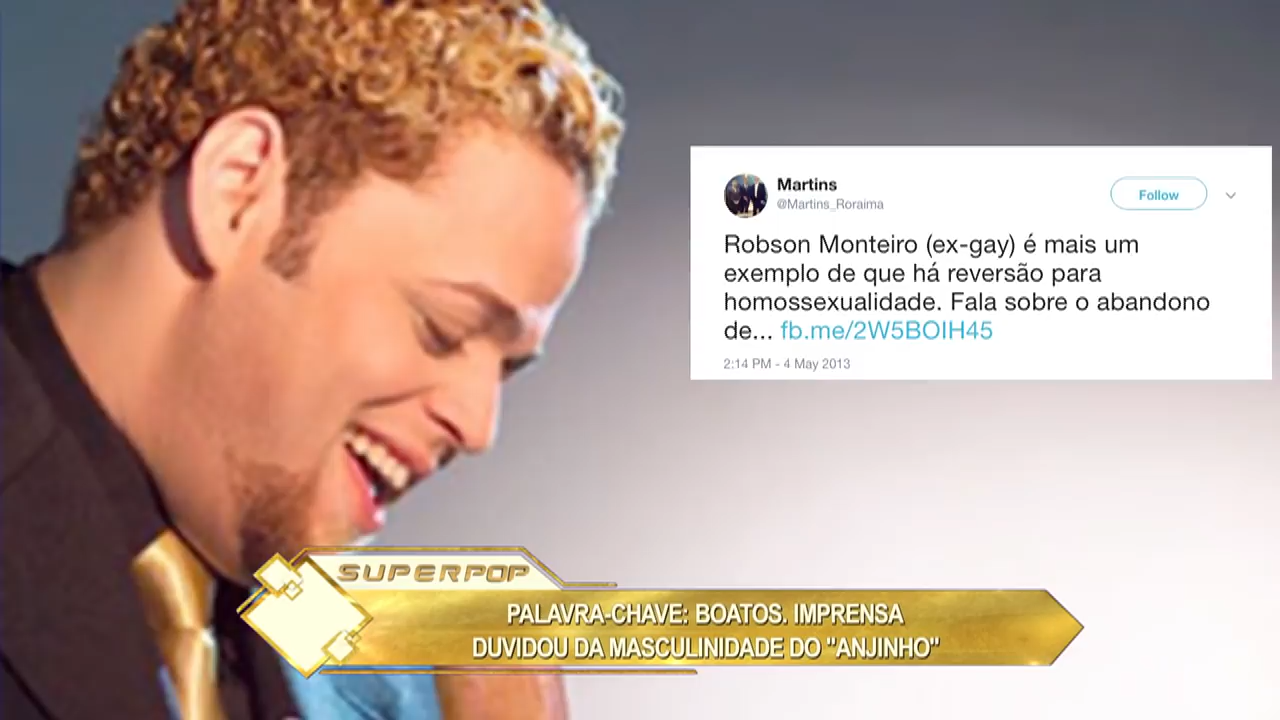 Martins
@Martins_Roraima
Follow
Robson Monteiro (ex-gay) é mais um
exemplo de que há reversão para
homossexualidade. Fala sobre o abandono
de... fb.me/2W5BOIH45
2:14 PM - 4 May 2013
SUPERPOP
PALAVRA-CHAVE: BOATOS. IMPRENSA
DUVIDOU DA MASCULINIDADE DO "ANJINHO"